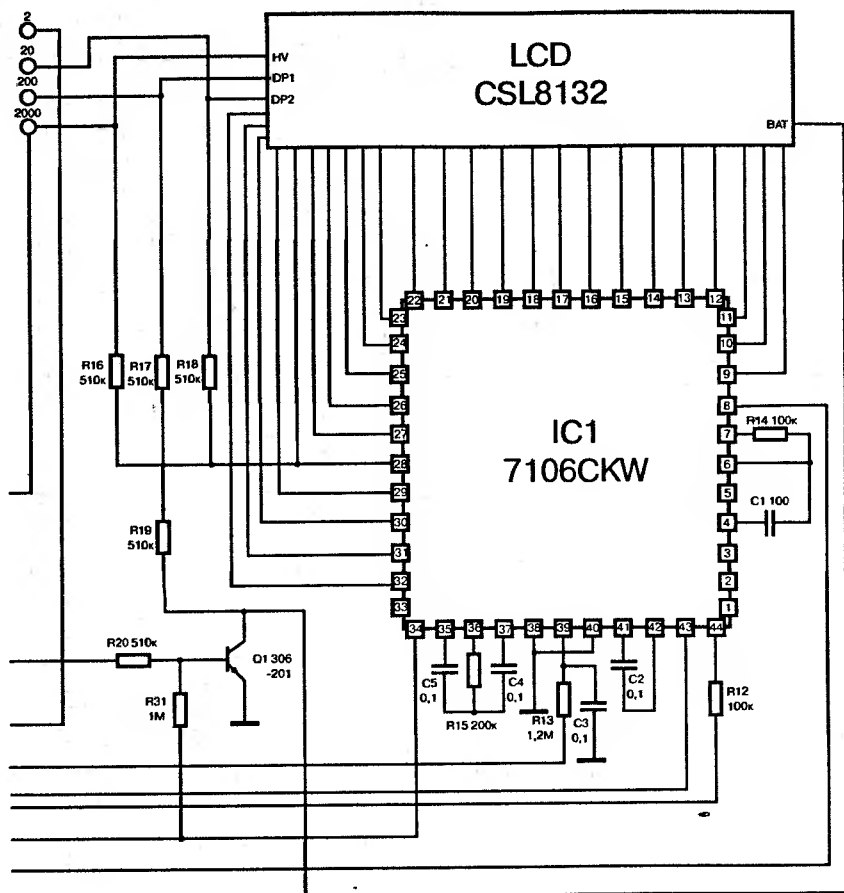 2
20
200
2000
HV
DP1
DP2
LCD
CSL8132
BAT
22 21 20 19 18 17 16 15 14 13 12
23
24
25
26
27
28
29
30
31
32
33
11
10
9
8
7
6
5
4
3
2
1
IC1
7106CKW
R14 100к
C1 100
R16
510к
R17
510к
R18
510к
R19
510к
R20 510к
Q1 306
-201
R31
1M
34 35 36 37 38 39 40 41 42 43 44
C5
0,1
R15 200к
C4
0,1
R13
1,2M
C3
0,1
C2
0,1
R12
100к